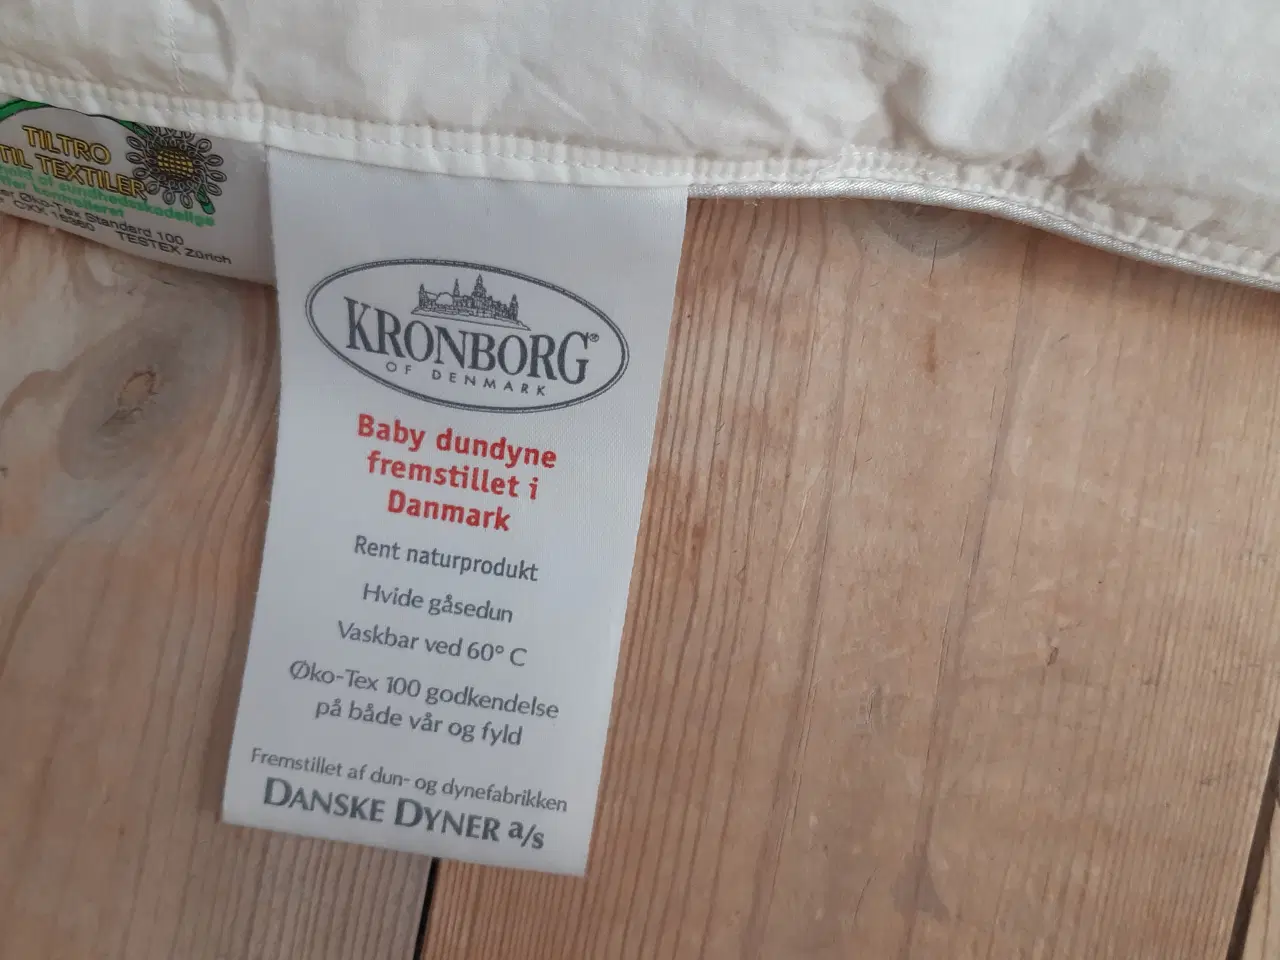 TILTRO
TIL TEXTILER
Øko-Tex Standard 100
TESTEX Zürich
KRONBORG®
OF DENMARK
Baby dundyne
fremstillet i
Danmark
Rent naturprodukt
Hvide gåsedun
Vaskbar ved 60° C
Øko-Tex 100 godkendelse
på både vår og fyld
Fremstillet af dun- og dynefabrikken
DANSKE DYNER a/s